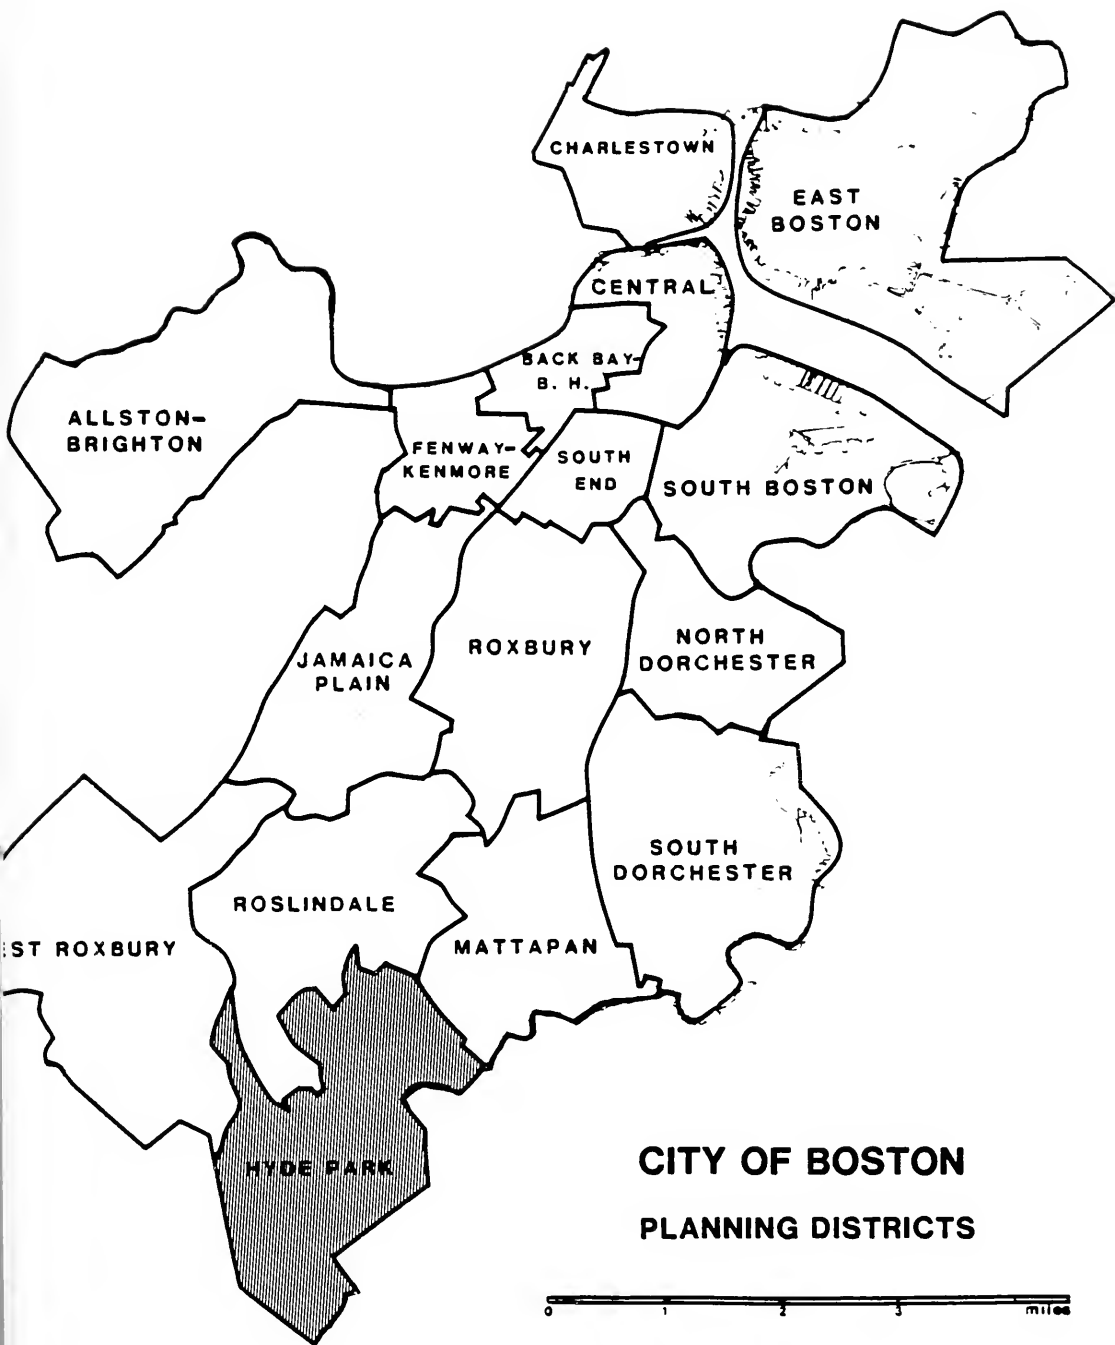 CHARLESTOWN
EAST
BOSTON
CENTRAL
BACK BAY-
B. H.
ALLSTON-
BRIGHTON
FENWAY-
KENMORE
SOUTH
END
SOUTH BOSTON
JAMAICA
PLAIN
ROXBURY
NORTH
DORCHESTER
SOUTH
DORCHESTER
ROSLINDALE
ST ROXBURY
MATTAPAN
HYDE PARK
CITY OF BOSTON
PLANNING DISTRICTS
0 1 2 3 miles